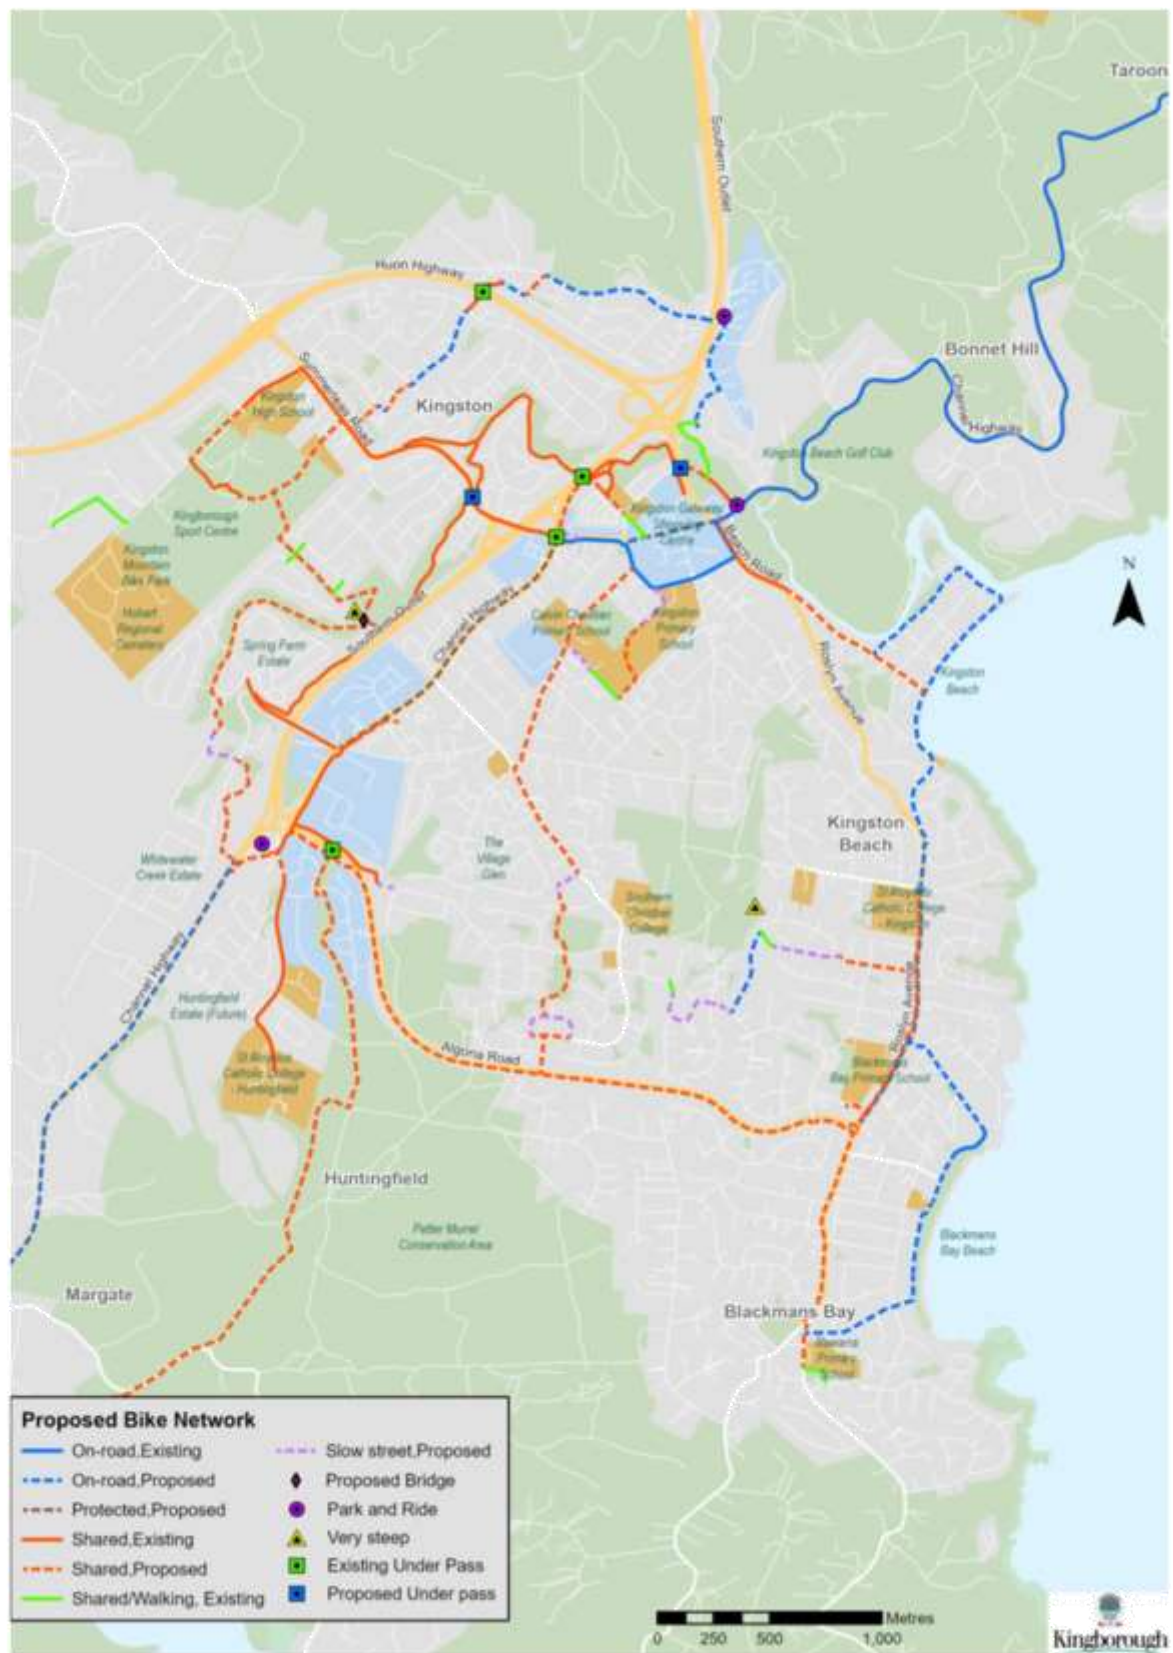 Taroon
Southern Outlet
Huon Highway
Bonnet Hill
Channel
Highway
Summerleas Road
Kingston
High School
Kingston
Kingston Beach Golf Club
Kingborough
Sport Centre
Kingston Gateway
Centre
Kingston
Mountain
Bike Park
Beach Road
Hobart
Regional
Cemetery
Channel Highway
Southern Outlet
Calvin Christian
Primary School
Kingston
Primary
School
Spring Farm
Estate
Roslyn Avenue
Kingston
Beach
N
Kingston
Beach
Whitewater
Creek Estate
The
Village
Glen
Southern
Christian
College
St Aloysius
Catholic College
- Kingston
Channel Highway
Huntingfield
Estate (Future)
Roslyn Avenue
Algona Road
St Aloysius
Catholic College
- Huntingfield
Blackmans
Bay Primary School
Huntingfield
Peter Murrel
Conservation Area
Blackmans
Bay Beach
Margate
Blackmans Bay
Illawarra
Primary
School
Proposed Bike Network
On-road,Existing
On-road,Proposed
Protected,Proposed
Shared,Existing
Shared,Proposed
Shared/Walking, Existing
Slow street,Proposed
Proposed Bridge
Park and Ride
Very steep
Existing Under Pass
Proposed Under pass
Metres
0 250 500 1,000
Kingborough